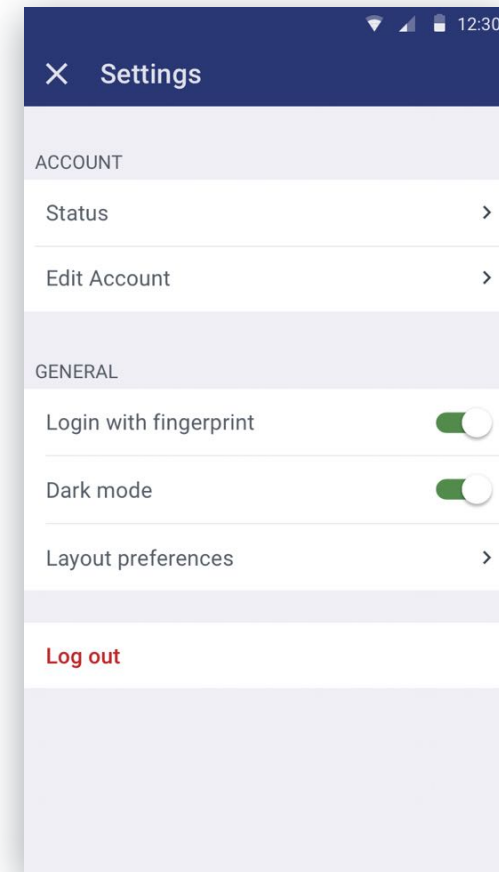 12:30
Settings
ACCOUNT
Status
Edit Account
GENERAL
Login with fingerprint
Dark mode
Layout preferences
Log out